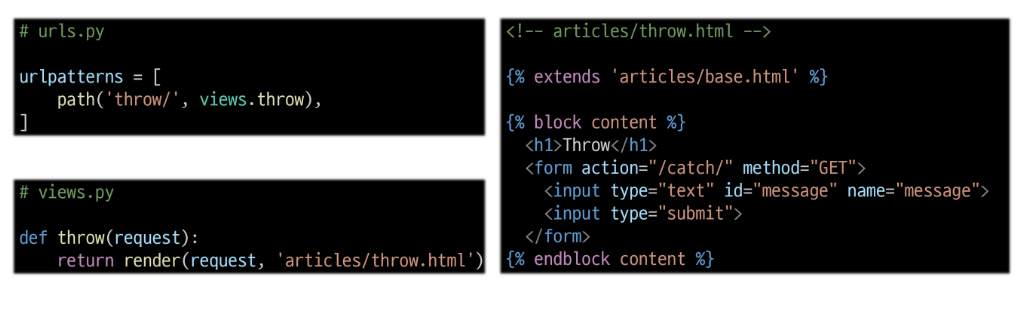 # urls.py
urlpatterns = [
    path('throw/', views.throw),
]
# views.py
def throw(request):
    return render(request, 'articles/throw.html')
<!-- articles/throw.html -->
{% extends 'articles/base.html' %}
{% block content %}
  <h1>Throw</h1>
  <form action="/catch/" method="GET">
    <input type="text" id="message" name="message">
    <input type="submit">
  </form>
{% endblock content %}